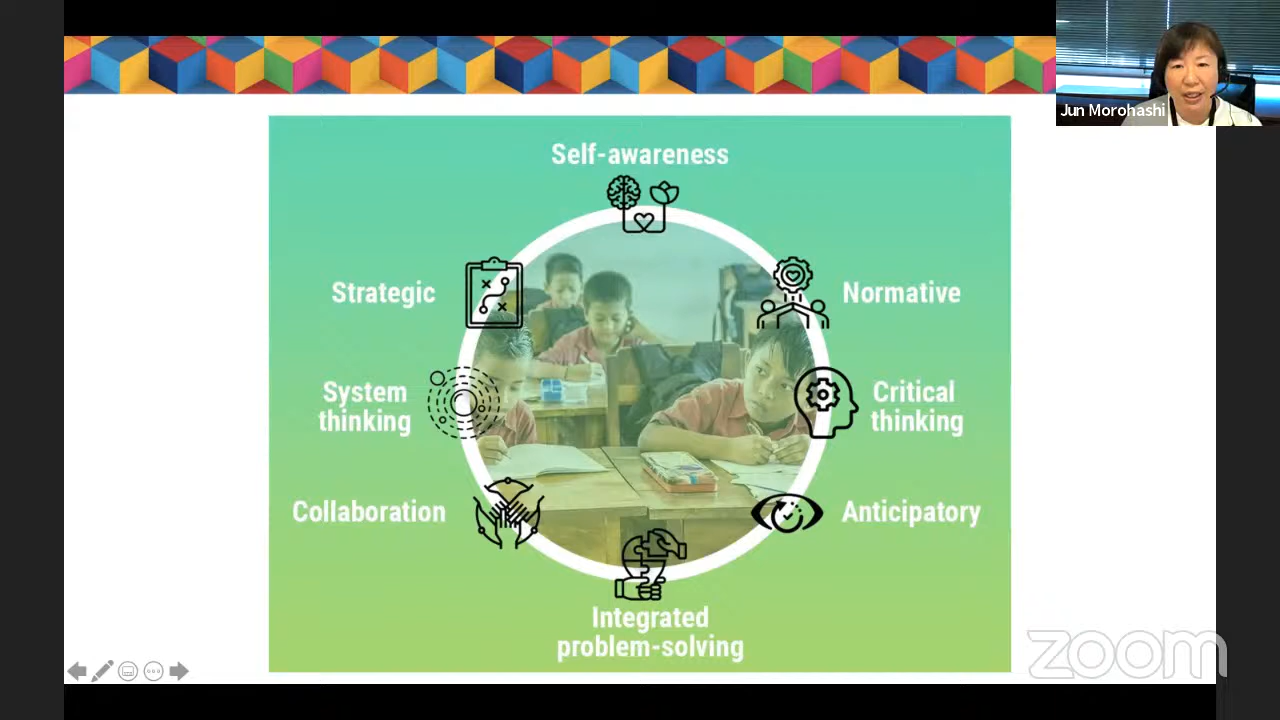 Jun Morohashi
Self-awareness
Strategic
Normative
System
thinking
Critical
thinking
Collaboration
Anticipatory
Integrated
problem-solving
zoom